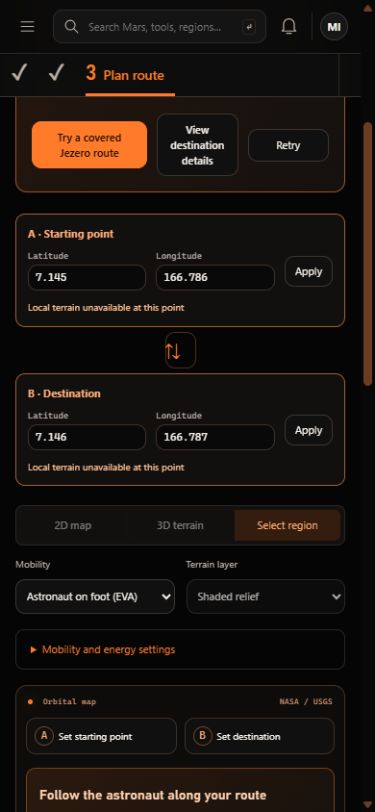 Search Mars, tools, regions...
MI
3 Plan route
Try a covered
Jezero route
View
destination
details
Retry
A · Starting point
Latitude
Longitude
7.145
166.786
Apply
Local terrain unavailable at this point
B · Destination
Latitude
Longitude
7.146
166.787
Apply
Local terrain unavailable at this point
2D map
3D terrain
Select region
Mobility
Terrain layer
Astronaut on foot (EVA)
Shaded relief
Mobility and energy settings
Orbital map
NASA / USGS
A Set starting point
B Set destination
Follow the astronaut along your route